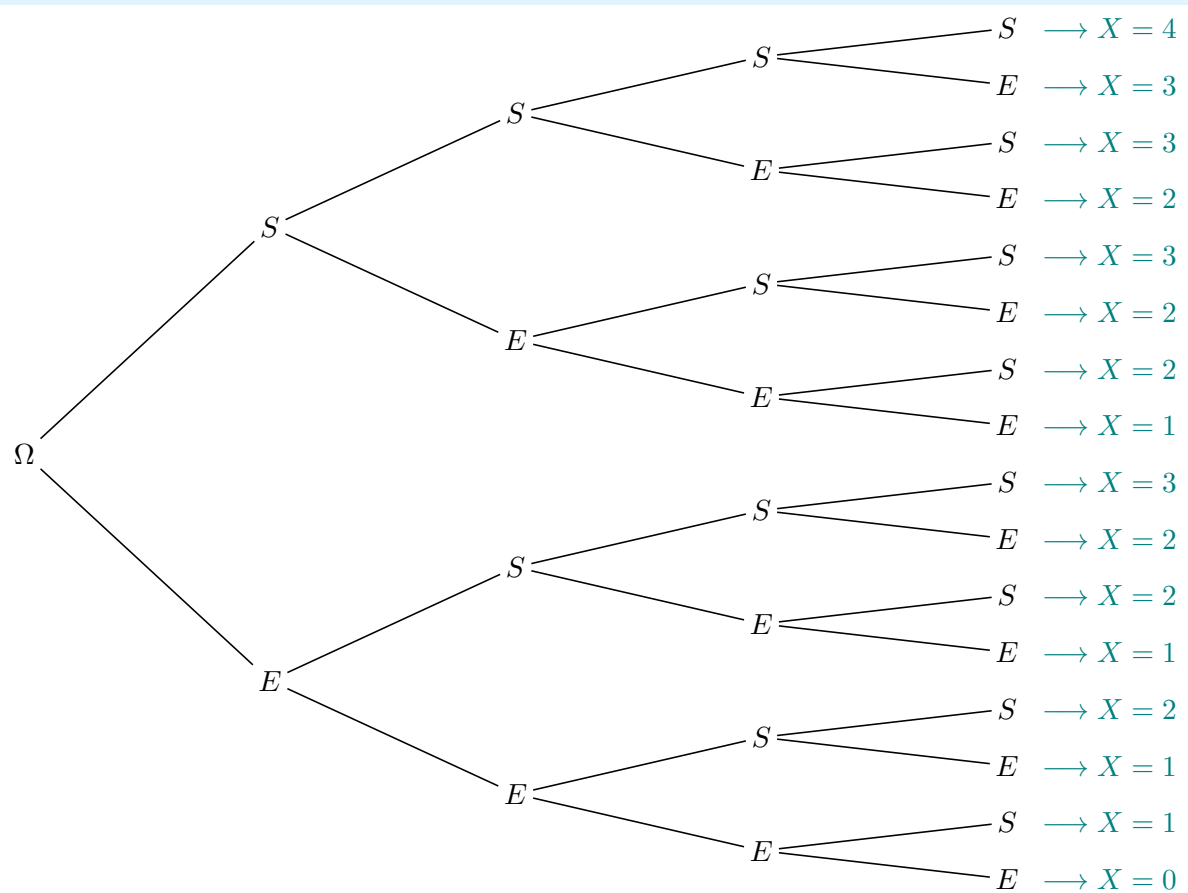 S ⟶ X = 4
S
E ⟶ X = 3
S
S ⟶ X = 3
E
E ⟶ X = 2
S
S ⟶ X = 3
S
E ⟶ X = 2
E
S ⟶ X = 2
E
E ⟶ X = 1
Ω
S ⟶ X = 3
S
E ⟶ X = 2
S
S ⟶ X = 2
E
E ⟶ X = 1
E
S ⟶ X = 2
S
E ⟶ X = 1
E
S ⟶ X = 1
E
E ⟶ X = 0